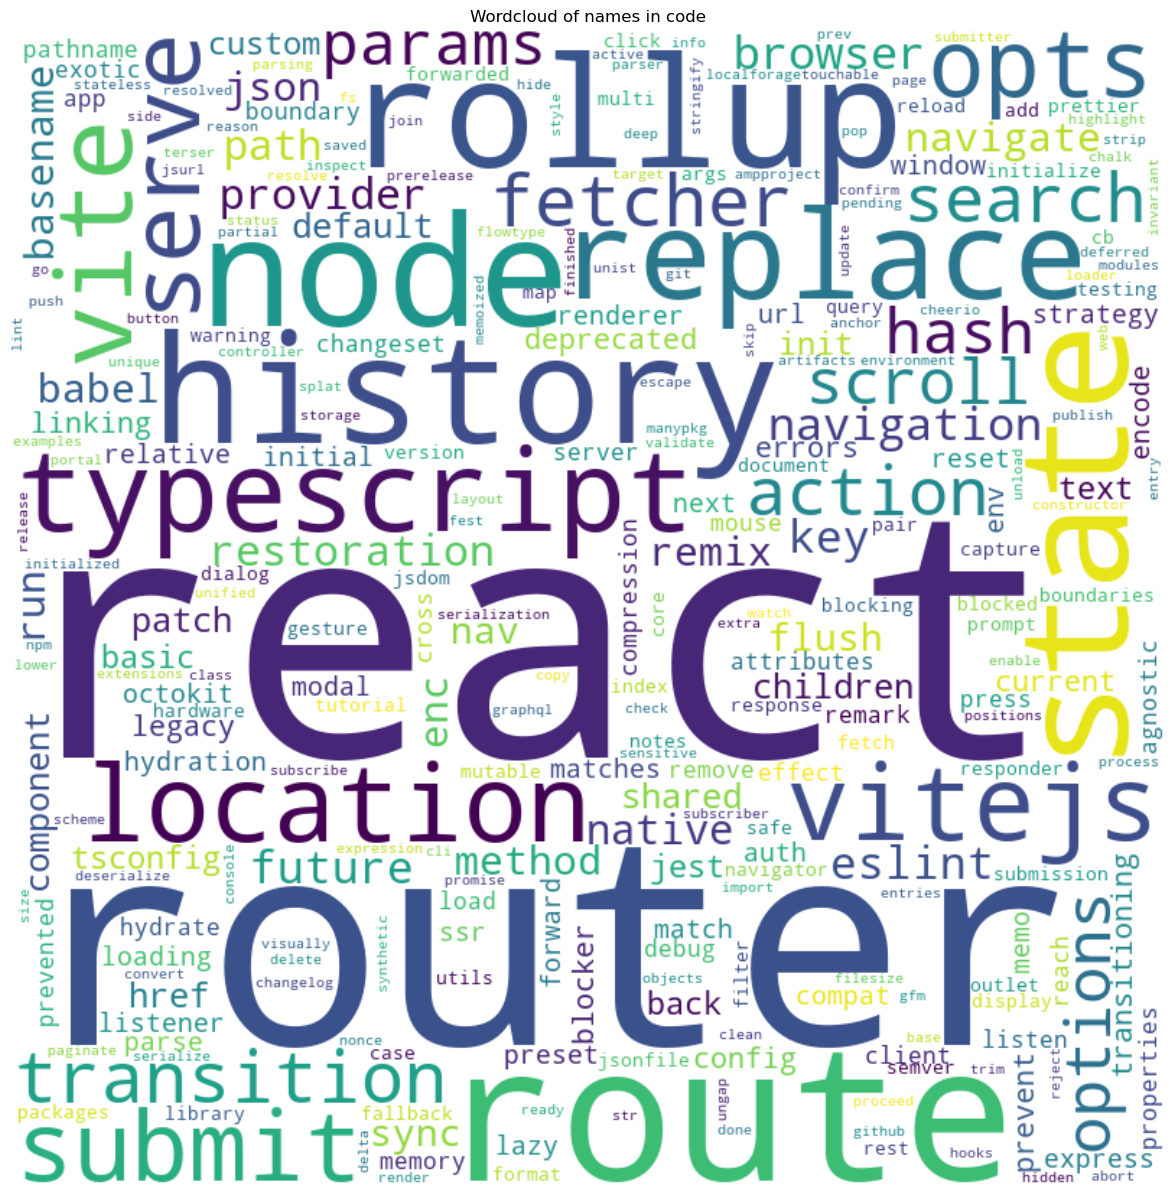 Wordcloud of names in code
pathname
custom
params
click
info
prev
submitter
exotic
stateless
parsing
active
parser
browser
opts
basename
app
resolved
json
forwarded
hide
localforage
touchable
page
side
reason
fs
boundary
join
rollup
style
multi
stringify
reload
add
prettier
highlight
vite
serve
terser
jsurl
path
saved
inspect
deep
pop
navigate
strip
chalk
resolve
prerelease
target
args
ampproject
window
initialize
provider
fetcher
confirm
pending
search
invariant
status
partial
default
flowtype
replace
cb
deferred
modules
loader
testing
go
push
node
finished
unist
git
update
map
memoized
button
lint
unique
warning
controller
changeset
renderer
deprecated
skip
url
query
anchor
init
cheerio
hash
strategy
web
artifacts
environment
babel
history
splat
storage
escape
scroll
state
encode
publish
linking
examples
portal
relative
initial
version
server
manypkg
validate
navigation
errors
document
reset
unload
entry
typescript
layout
fest
next
action
env
text
constructor
release
restoration
mouse
key
pair
capture
initialized
run
dialog
unified
jsdom
compression
remix
react
npm
lower
patch
gesture
cross
serialization
nav
core
extra
watch
blocking
flush
blocked
prompt
boundaries
basic
extensions
class
attributes
enable
agnostic
octokit
hardware
modal
tutorial
enc
copy
graphql
index
check
children
response
remark
current
press
positions
legacy
component
hydration
subscribe
notes
sensitive
fetch
process
scheme
location
mutable
matches
remove
effect
responder
shared
subscriber
vitejs
native
safe
tsconfig
deserialize
expression
cli
console
future
method
jest
auth
navigator
import
eslint
submission
entries
size
prevented
hydrate
router
promise
load
forward
match
transitioning
loading
convert
visually
delete
synthetic
ssr
debug
filter
options
memo
reach
href
changelog
utils
blocker
objects
back
filesize
compat
gfm
outlet
display
listener
parse
nonce
clean
base
listen
properties
paginate
serialize
case
preset
jsonfile
config
client
semver
trim
prevent
reject
transition
route
packages
library
fallback
ready
str
ungap
proceed
submit
sync
delta
memory
render
lazy
format
done
github
rest
hooks
express
hidden
abort